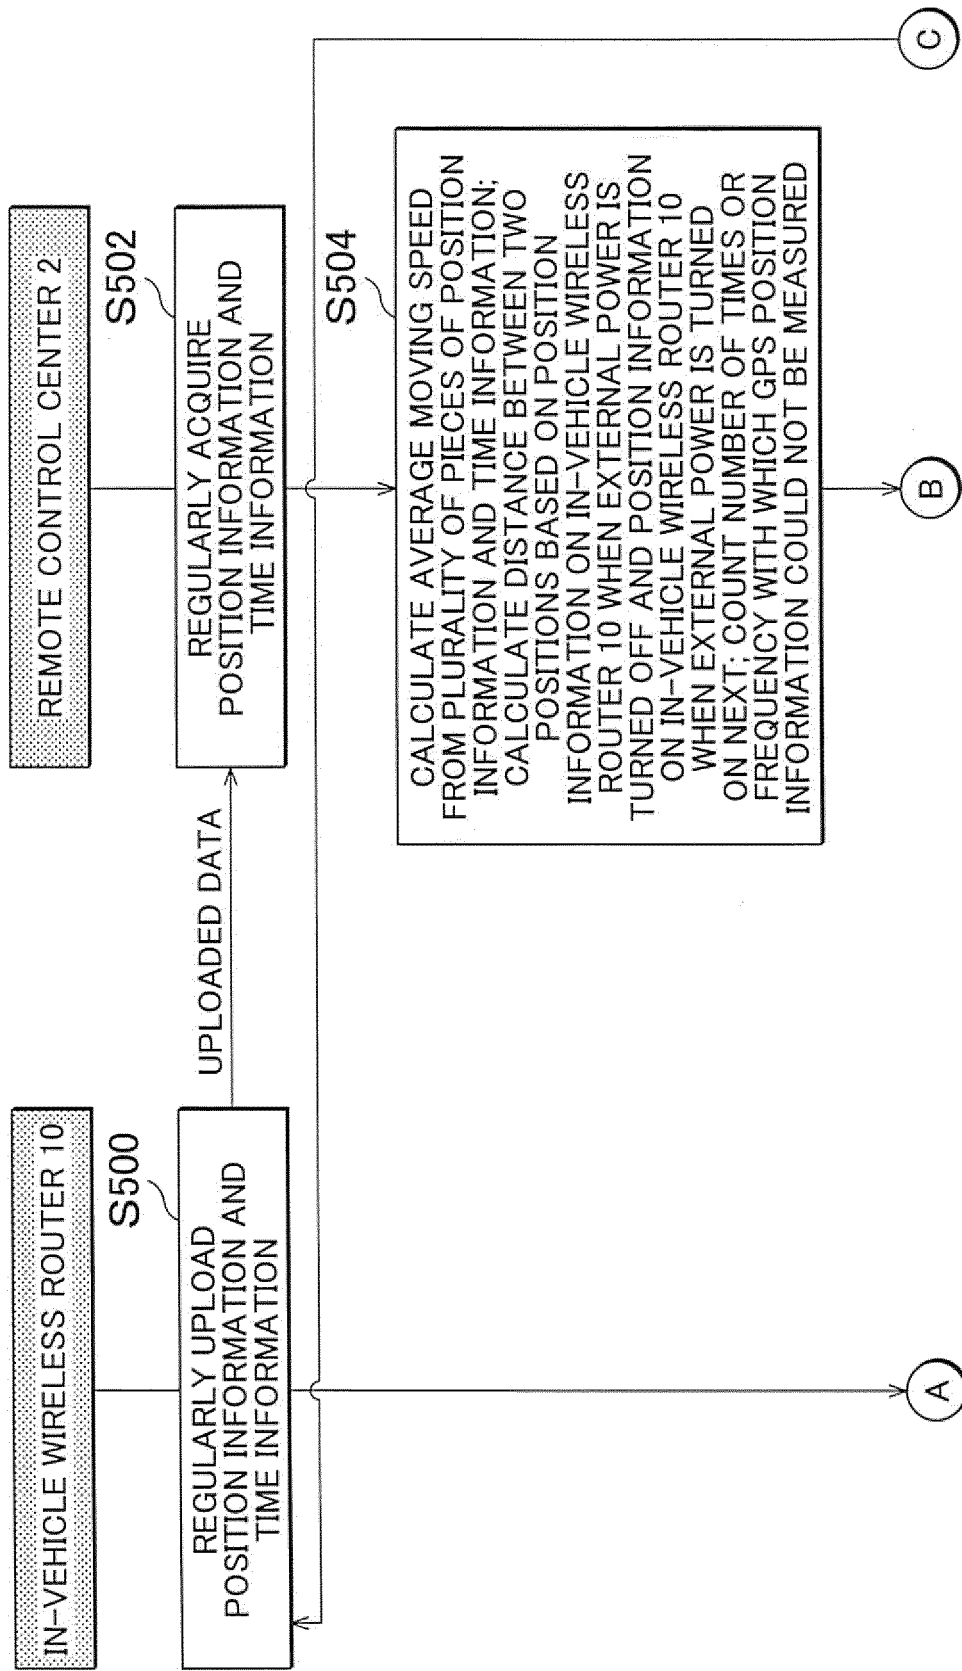 IN-VEHICLE WIRELESS ROUTER 10
REMOTE CONTROL CENTER 2
S500
REGULARLY UPLOAD
POSITION INFORMATION AND
TIME INFORMATION
UPLOADED DATA
S502
REGULARLY ACQUIRE
POSITION INFORMATION AND
TIME INFORMATION
S504
CALCULATE AVERAGE MOVING SPEED
FROM PLURALITY OF PIECES OF POSITION
INFORMATION AND TIME INFORMATION;
CALCULATE DISTANCE BETWEEN TWO
POSITIONS BASED ON POSITION
INFORMATION ON IN-VEHICLE WIRELESS
ROUTER 10 WHEN EXTERNAL POWER IS
TURNED OFF AND POSITION INFORMATION
ON IN-VEHICLE WIRELESS ROUTER 10
WHEN EXTERNAL POWER IS TURNED
ON NEXT; COUNT NUMBER OF TIMES OR
FREQUENCY WITH WHICH GPS POSITION
INFORMATION COULD NOT BE MEASURED
A
B
C